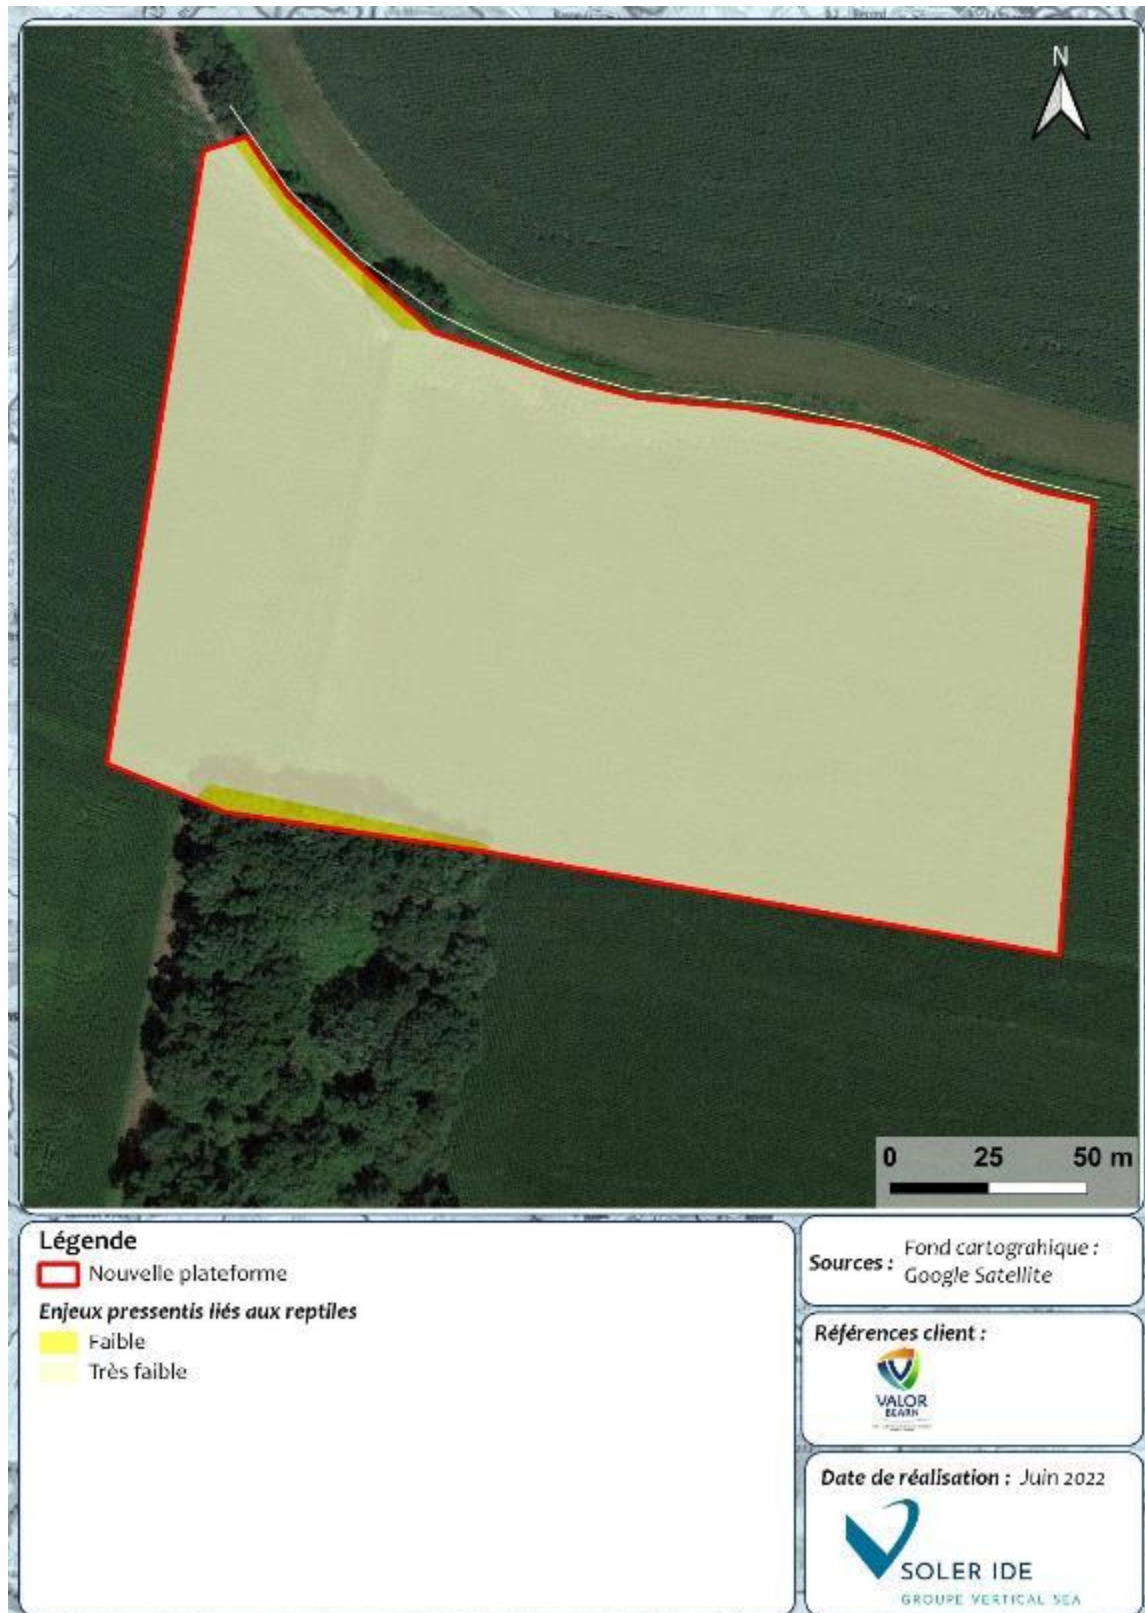 N
0 25 50 m
Légende
Nouvelle plateforme
Enjeux pressentis liés aux reptiles
Faible
Très faible
Sources : Fond cartograhique :
Google Satellite
Références client :
VALOR
BEARN
Date de réalisation : Juin 2022
SOLER IDE
GROUPE VERTICAL SEA